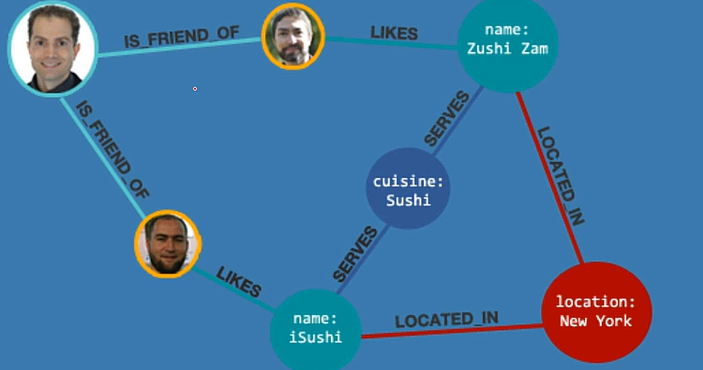 IS_FRIEND_OF
LIKES
name:
Zushi Zam
IS_FRIEND_OF
SERVES
LOCATED_IN
cuisine:
Sushi
SERVES
LIKES
name:
iSushi
LOCATED_IN
location:
New York